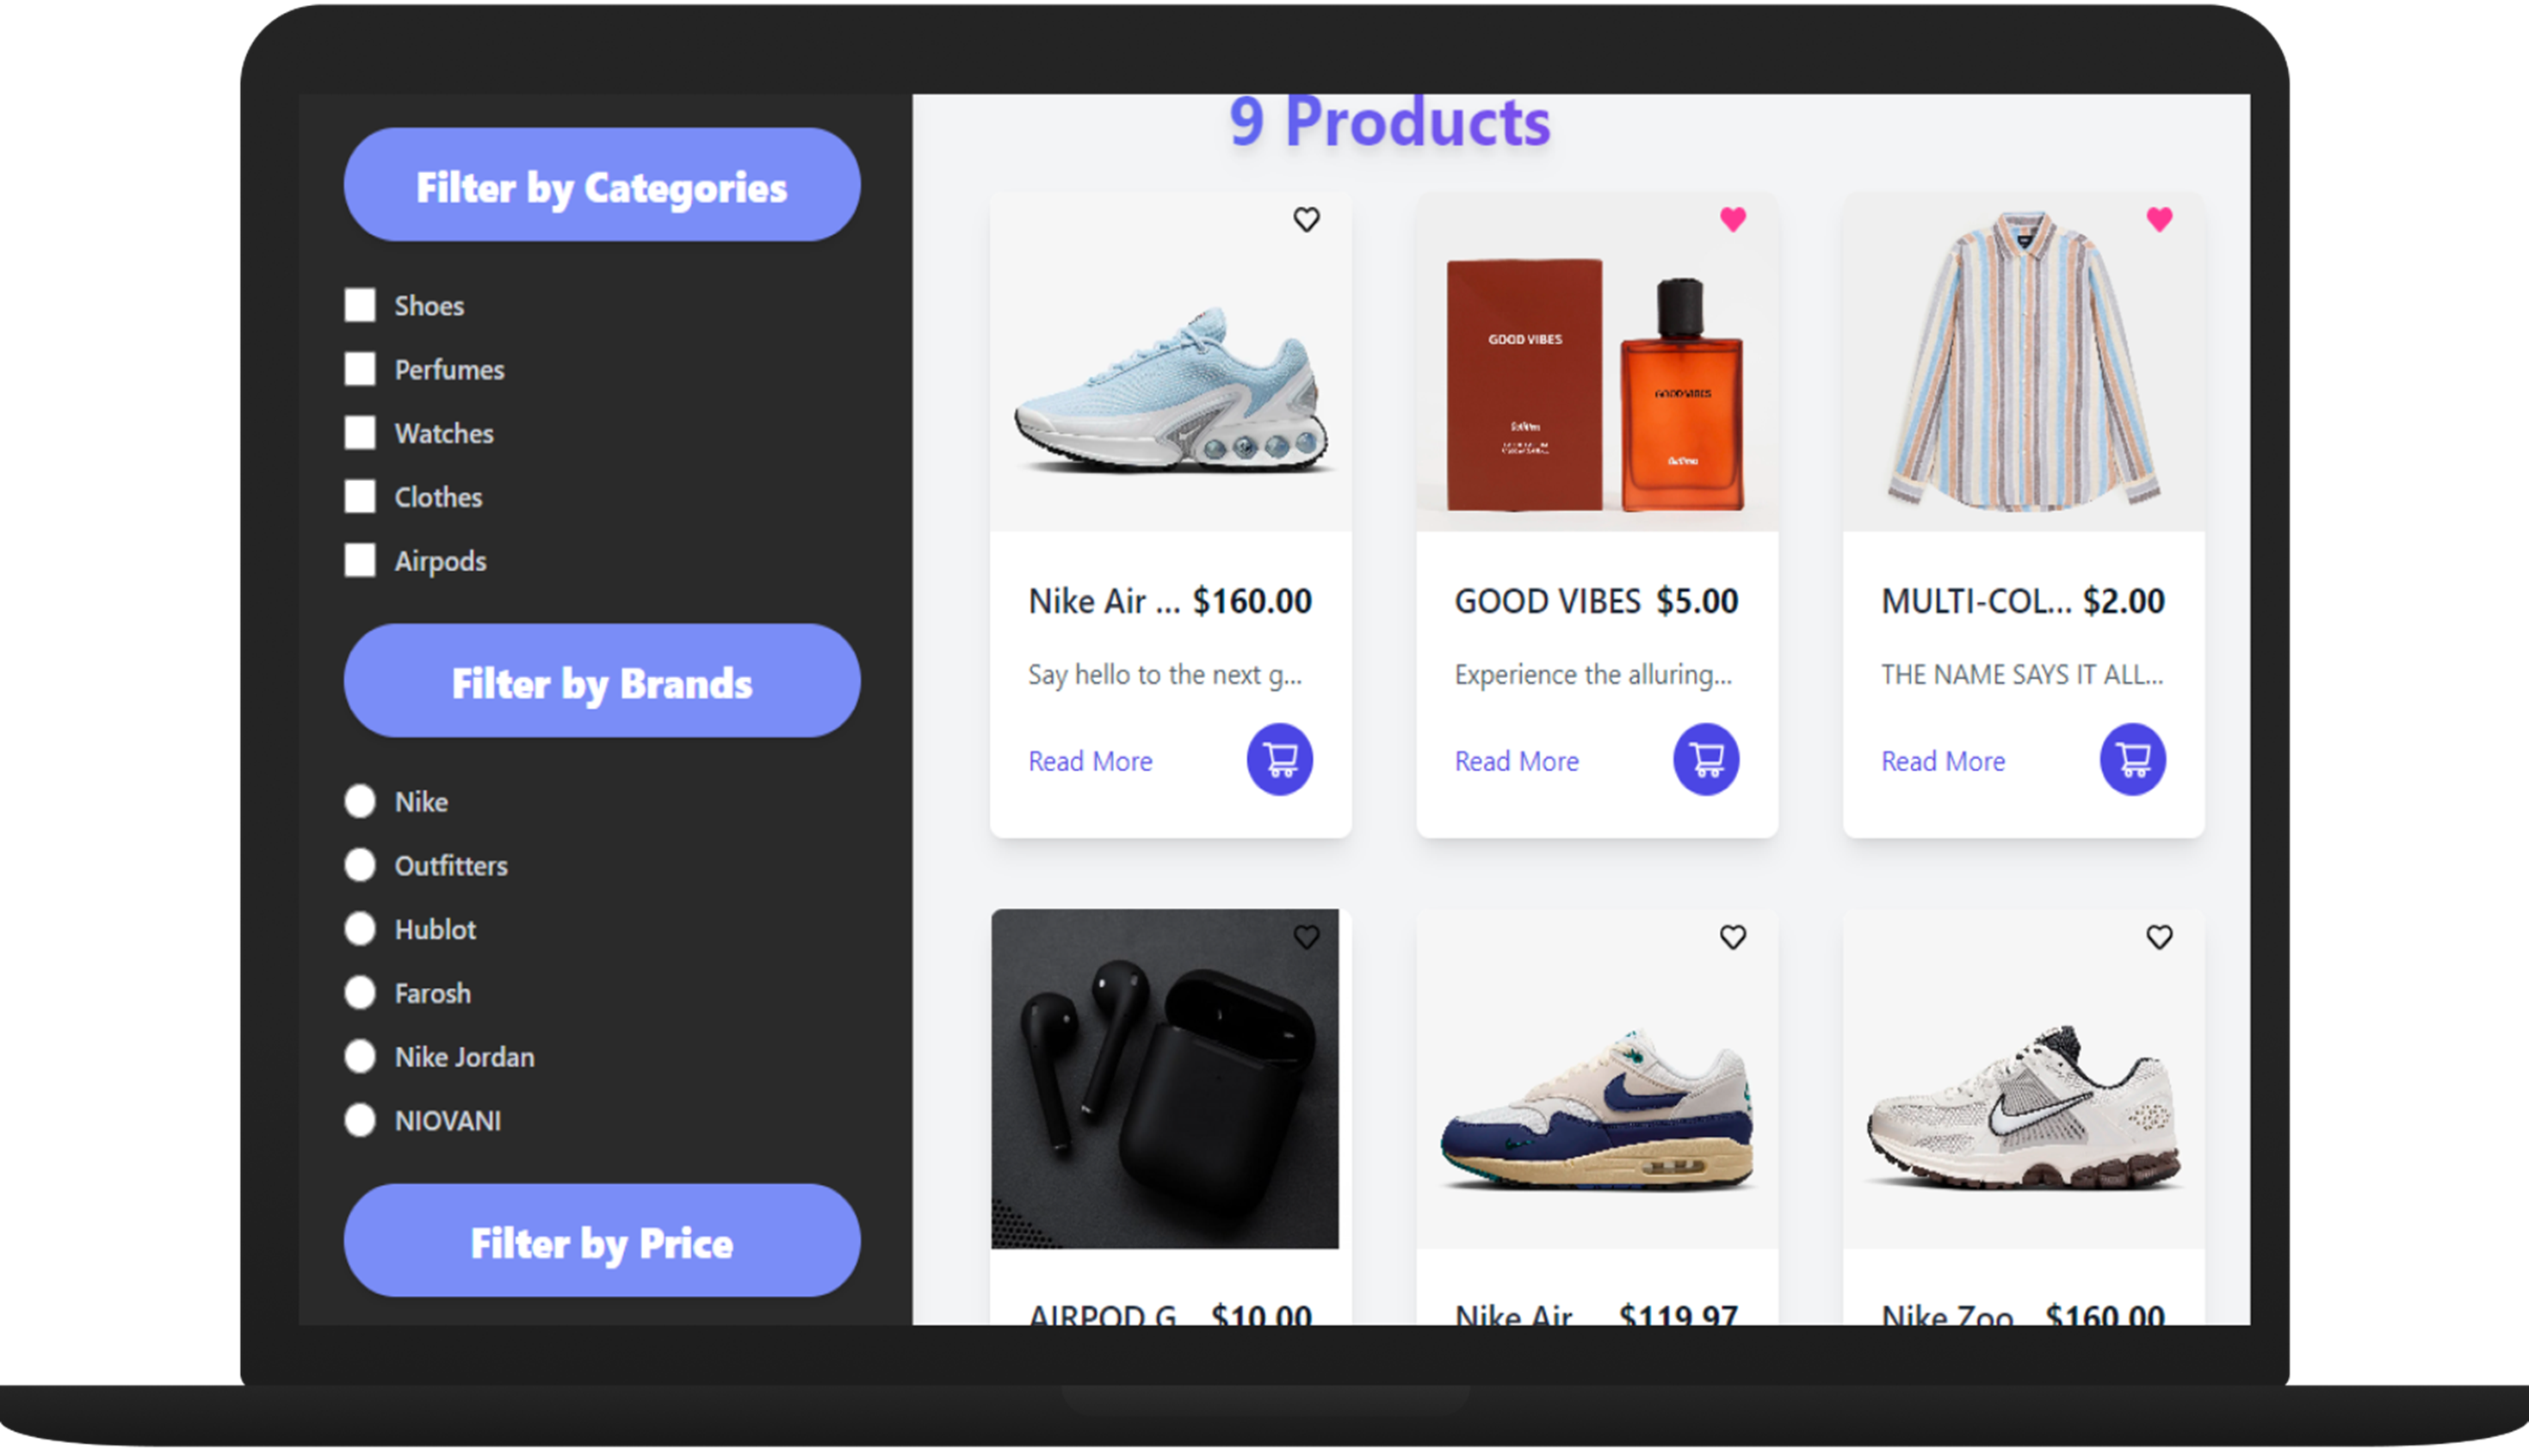 Filter by Categories
Shoes
Perfumes
Watches
Clothes
Airpods
Filter by Brands
Nike
Outfitters
Hublot
Farosh
Nike Jordan
NIOVANI
Filter by Price
9 Products
GOOD VIBES
GOOD VIBES
Nike Air ... $160.00
Say hello to the next g...
Read More
GOOD VIBES $5.00
Experience the alluring...
Read More
MULTI-COL... $2.00
THE NAME SAYS IT ALL...
Read More
AIRPOD G... $10.00
Nike Air ... $119.97
Nike Zoo... $160.00